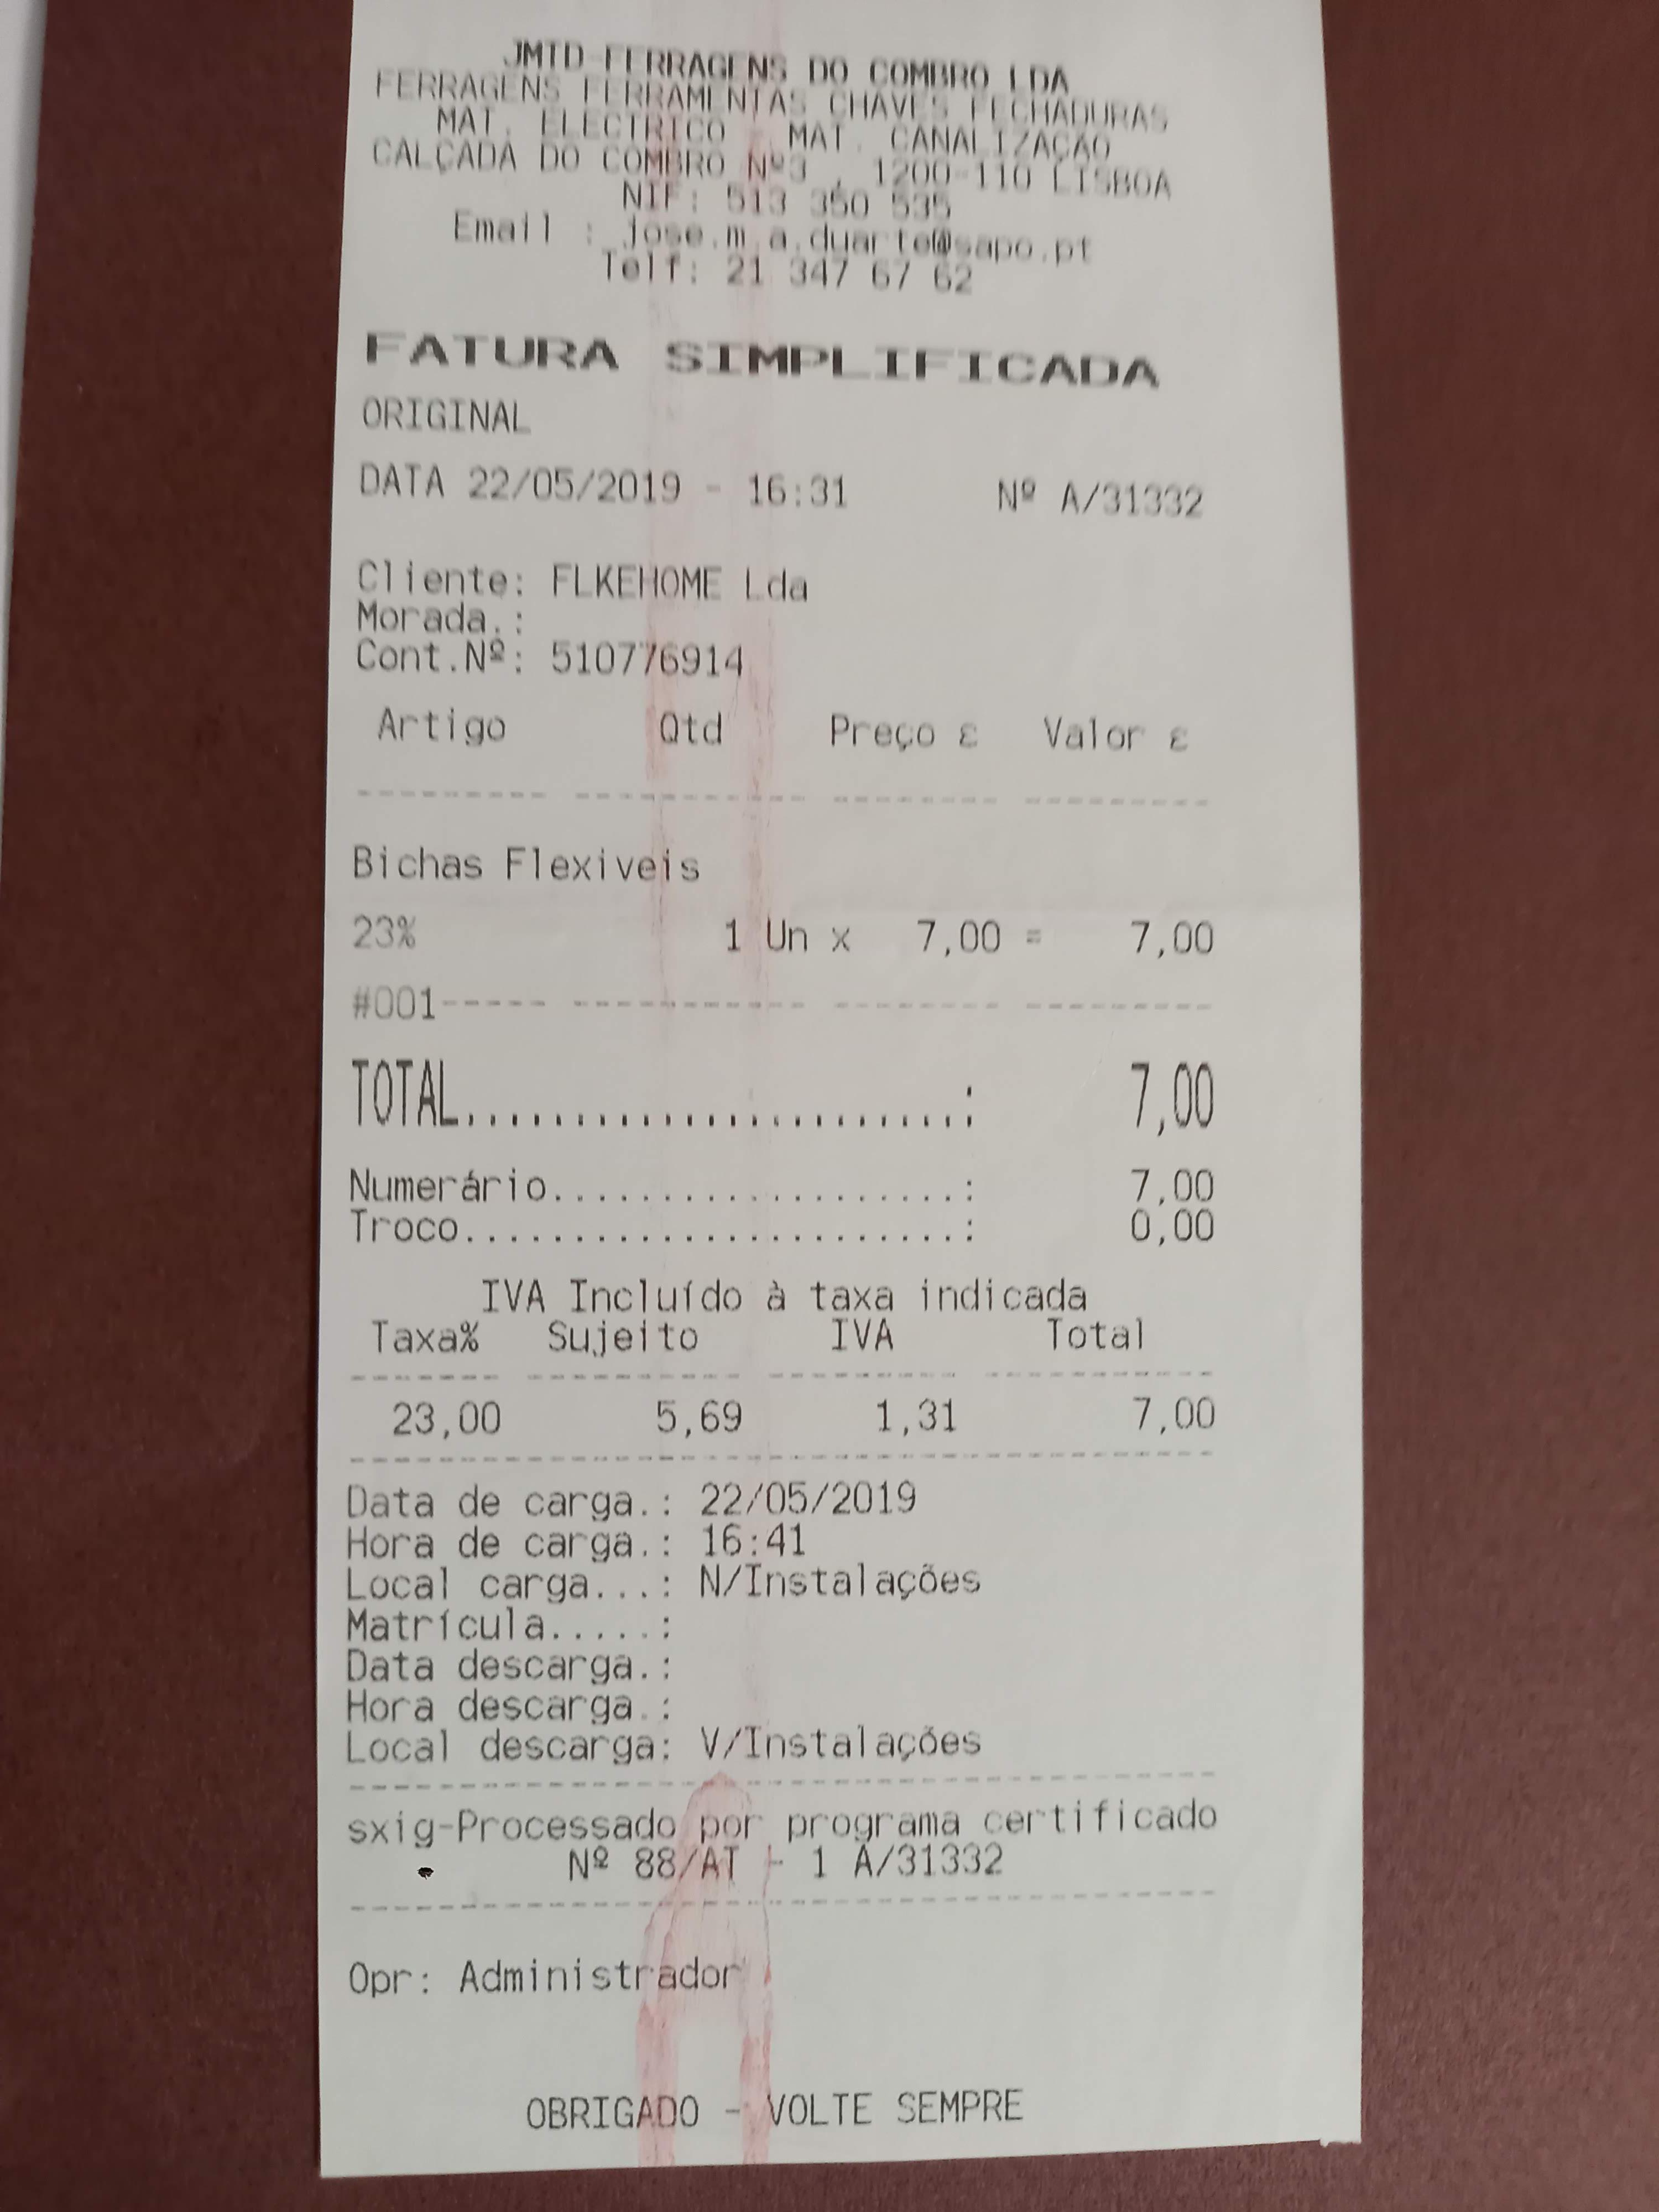 JMTD-FERRAGENS DO COMBRO LDA
FERRAGENS FERRAMENTAS CHAVES FECHADURAS
MAT. ELECTRICO - MAT. CANALIZAÇÃO
CALÇADA DO COMBRO Nº3 , 1200-110 LISBOA
NIF: 513 350 535
Email : jose.m.a.duarte@sapo.pt
Telf: 21 347 67 62
FATURA SIMPLIFICADA
ORIGINAL
DATA 22/05/2019 - 16:31 Nº A/31332
Cliente: FLKEHOME Lda
Morada.:
Cont.Nº: 510776914
Artigo Qtd Preço € Valor €
--------- ----------- -------- ---------
Bichas Flexiveis
23% 1 Un x 7,00 = 7,00
#001----- ----------- -------- ---------
TOTAL.......................: 7,00
Numerário...................: 7,00
Troco.......................: 0,00
IVA Incluído à taxa indicada
Taxa% Sujeito IVA Total
------- ---------- --------- -----------
23,00 5,69 1,31 7,00
----------------------------------------
Data de carga.: 22/05/2019
Hora de carga.: 16:41
Local carga...: N/Instalações
Matrícula.....:
Data descarga.:
Hora descarga.:
Local descarga: V/Instalações
----------------------------------------
sxig-Processado por programa certificado
Nº 88/AT - 1 A/31332
----------------------------------------
Opr: Administrador
OBRIGADO - VOLTE SEMPRE